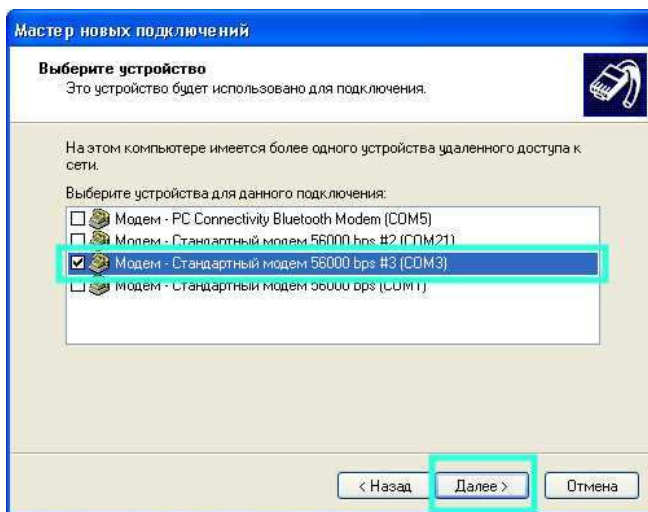 Мастер новых подключений
Выберите устройство
Это устройство будет использовано для подключения.
На этом компьютере имеется более одного устройства удаленного доступа к
сети.
Выберите устройства для данного подключения:
Модем - PC Connectivity Bluetooth Modem (COM5)
Модем - Стандартный модем 56000 bps #2 (COM21)
Модем - Стандартный модем 56000 bps #3 (COM3)
Модем - Стандартный модем 56000 bps (COM1)
< Назад
Далее >
Отмена